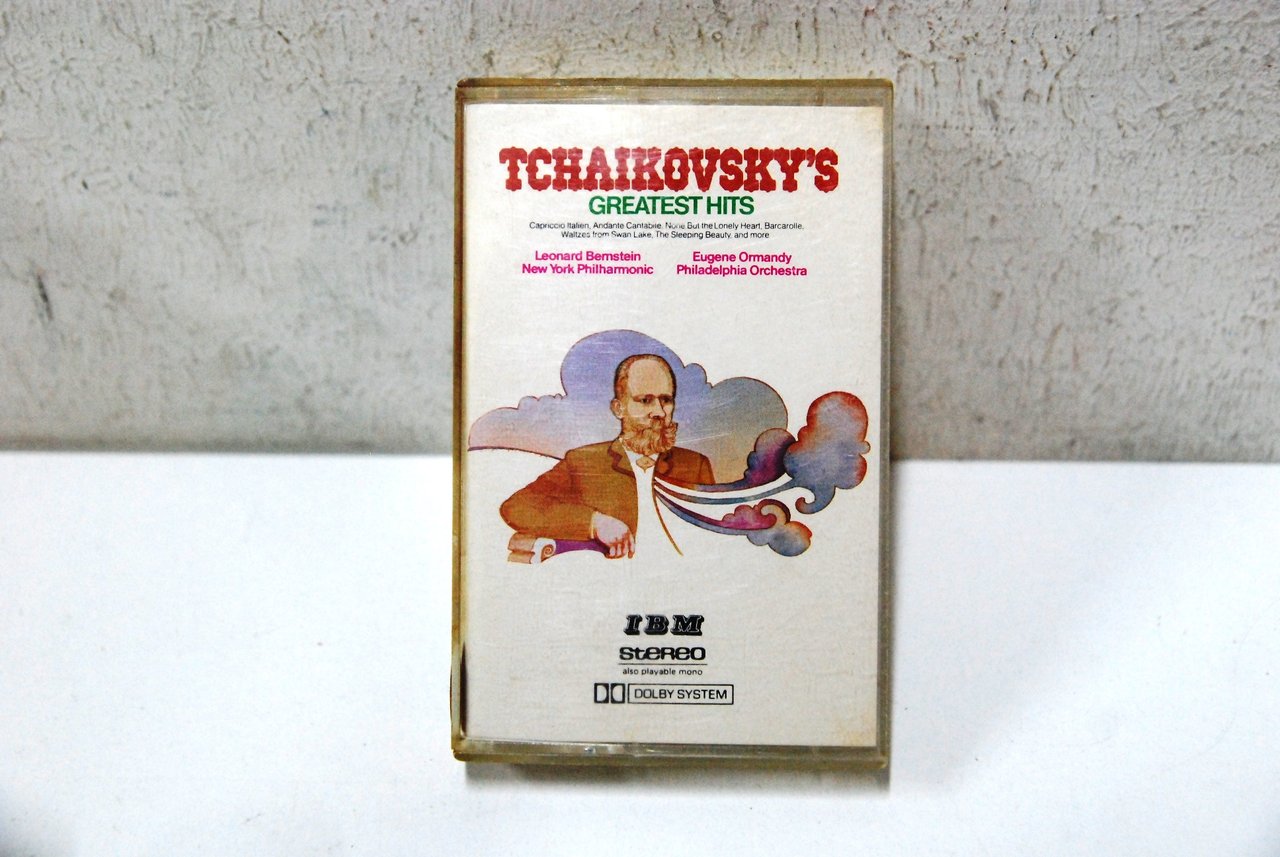 TCHAIKOVSKY'S
GREATEST HITS
Capriccio Italien, Andante Cantabile, None But the Lonely Heart, Barcarolle,
Waltzes from Swan Lake, The Sleeping Beauty, and more
Leonard Bernstein Eugene Ormandy
New York Philharmonic Philadelphia Orchestra
IBM
STEREO
also playable mono
DOLBY SYSTEM